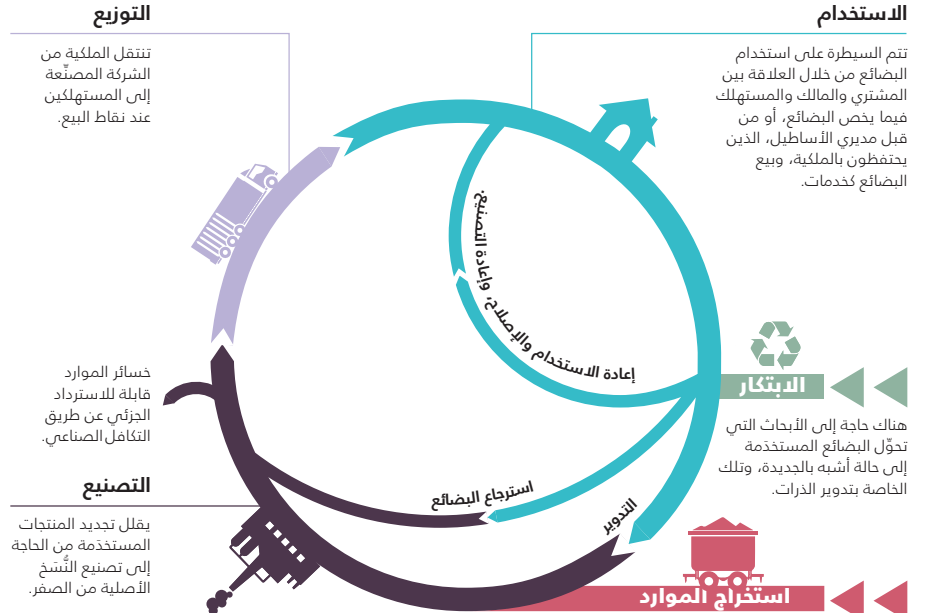 الاستخدام
تتم السيطرة على استخدام
البضائع من خلال العلاقة بين
المشتري والمالك والمستهلك
فيما يخص البضائع، أو من
قبل مديري الأساطيل، الذين
يحتفظون بالملكية، وبيع
البضائع كخدمات.
التوزيع
تنتقل الملكية من
الشركة المصنِّعة
إلى المستهلكين
عند نقاط البيع.
إعادة الاستخدام والإصلاح، وإعادة التصنيع.
الابتكار
هناك حاجة إلى الأبحاث التي
تحوِّل البضائع المستخدَمة
إلى حالة أشبه بالجديدة، وتلك
الخاصة بتدوير الذرات.
خسائر الموارد
قابلة للاسترداد
الجزئي عن طريق
التكافل الصناعي.
استرجاع البضائع
التدوير
التصنيع
يقلل تجديد المنتجات
المستخدَمة من الحاجة
إلى تصنيع النُّسَخ
الأصلية من الصفر.
استخراج الموارد